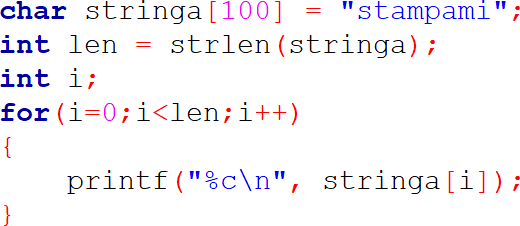 char stringa[100] = "stampami";
int len = strlen(stringa);
int i;
for(i=0;i<len;i++)
{
    printf("%c\n", stringa[i]);
}